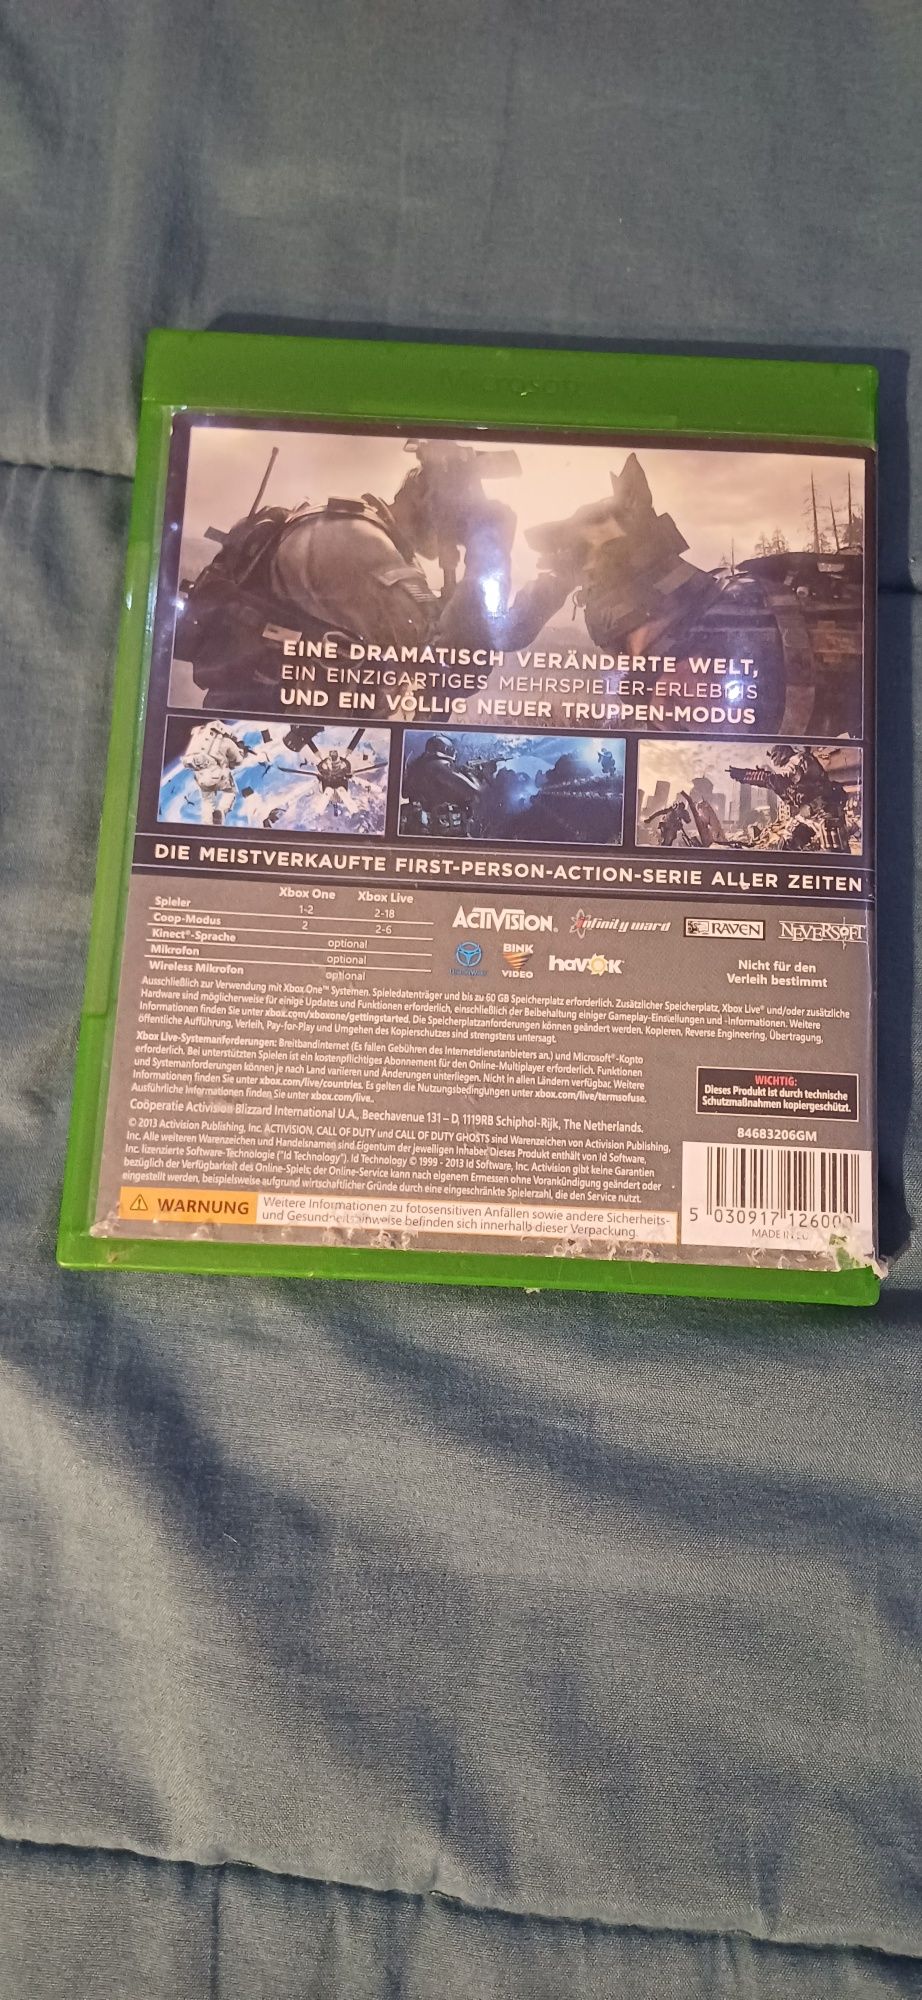 Microsoft
EINE DRAMATISCH VERÄNDERTE WELT,
EIN EINZIGARTIGES MEHRSPIELER-ERLEBNIS
UND EIN VÖLLIG NEUER TRUPPEN-MODUS
DIE MEISTVERKAUFTE FIRST-PERSON-ACTION-SERIE ALLER ZEITEN
Xbox One Xbox Live
Spieler 1-2 2-18
Coop-Modus 2 2-6
Kinect®-Sprache optional
Mikrofon optional
Wireless Mikrofon optional
ACTIVISION. infinity ward RAVEN NEVERSOFT
BINK VIDEO havok
Nicht für den
Verleih bestimmt
Ausschließlich zur Verwendung mit Xbox One™ Systemen. Spieledatenträger und bis zu 60 GB Speicherplatz erforderlich. Zusätzlicher Speicherplatz, Xbox Live® und/oder zusätzliche
Hardware sind möglicherweise für einige Updates und Funktionen erforderlich, einschließlich der Beibehaltung einiger Gameplay-Einstellungen und -Informationen. Weitere
Informationen finden Sie unter xbox.com/xboxone/gettingstarted. Die Speicherplatzanforderungen können geändert werden. Kopieren, Reverse Engineering, Übertragung,
öffentliche Aufführung, Verleih, Pay-for-Play und Umgehen des Kopierschutzes sind strengstens untersagt.
Xbox Live-Systemanforderungen: Breitbandinternet (Es fallen Gebühren des Internetdienstanbieters an.) und Microsoft®-Konto
erforderlich. Bei unterstützten Spielen ist ein kostenpflichtiges Abonnement für den Online-Multiplayer erforderlich. Funktionen
und Systemanforderungen können je nach Land variieren und Änderungen unterliegen. Nicht in allen Ländern verfügbar. Weitere
Informationen finden Sie unter xbox.com/live/countries. Es gelten die Nutzungsbedingungen unter xbox.com/live/termsofuse.
Ausführliche Informationen finden Sie unter xbox.com/live..
WICHTIG:
Dieses Produkt ist durch technische
Schutzmaßnahmen kopiergeschützt.
Coöperatie Activision Blizzard International U.A., Beechavenue 131 – D, 1119RB Schiphol-Rijk, The Netherlands.
84683206GM
© 2013 Activision Publishing, Inc. ACTIVISION, CALL OF DUTY und CALL OF DUTY GHOSTS sind Warenzeichen von Activision Publishing,
Inc. Alle weiteren Warenzeichen und Handelsnamen sind Eigentum der jeweiligen Inhaber. Dieses Produkt enthält von Id Software,
Inc. lizenzierte Software-Technologie ("Id Technology"). Id Technology © 1999 - 2013 Id Software, Inc. Activision gibt keine Garantien
bezüglich der Verfügbarkeit des Online-Spiels; der Online-Service kann nach eigenem Ermessen ohne Vorankündigung geändert oder
eingestellt werden, beispielsweise aufgrund wirtschaftlicher Gründe durch eine eingeschränkte Spielerzahl, die den Service nutzt.
WARNUNG
Weitere Informationen zu fotosensitiven Anfällen sowie andere Sicherheits-
und Gesundheitshinweise befinden sich innerhalb dieser Verpackung.
5 030917 126000
MADE IN EU